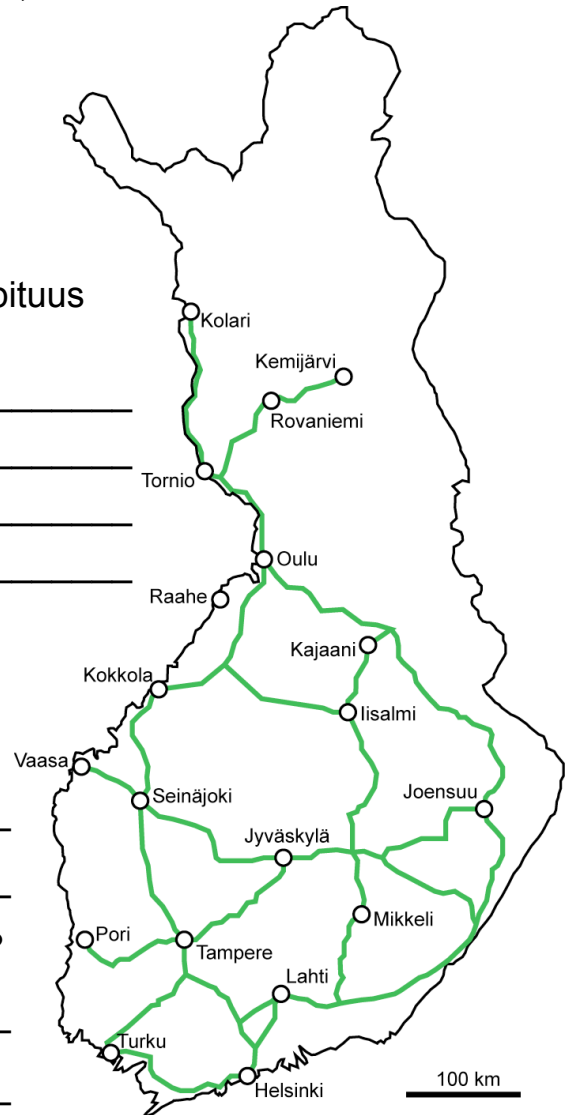 Kolari
Kemijärvi
Rovaniemi
Tornio
Oulu
Raahe
Kajaani
Kokkola
Iisalmi
Vaasa
Seinäjoki
Joensuu
Jyväskylä
Mikkeli
Pori
Tampere
Lahti
Turku
Helsinki
100 km